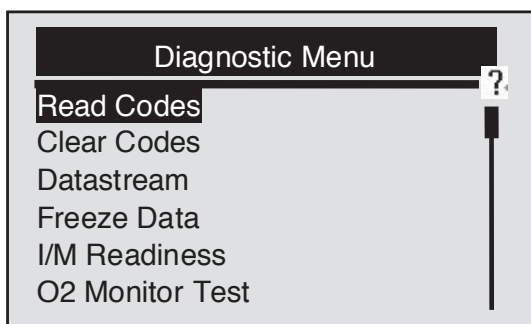 Diagnostic Menu
?
Read Codes
Clear Codes
Datastream
Freeze Data
I/M Readiness
O2 Monitor Test